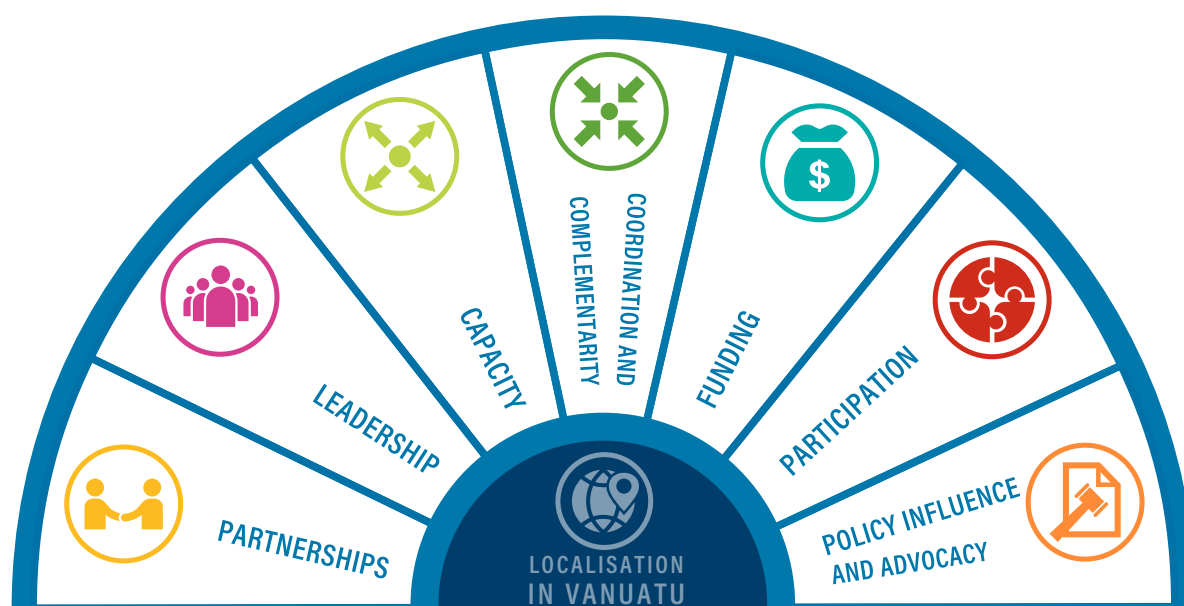 PARTNERSHIPS
LEADERSHIP
CAPACITY
COORDINATION AND
COMPLEMENTARITY
$
FUNDING
PARTICIPATION
POLICY INFLUENCE
AND ADVOCACY
LOCALISATION
IN VANUATU